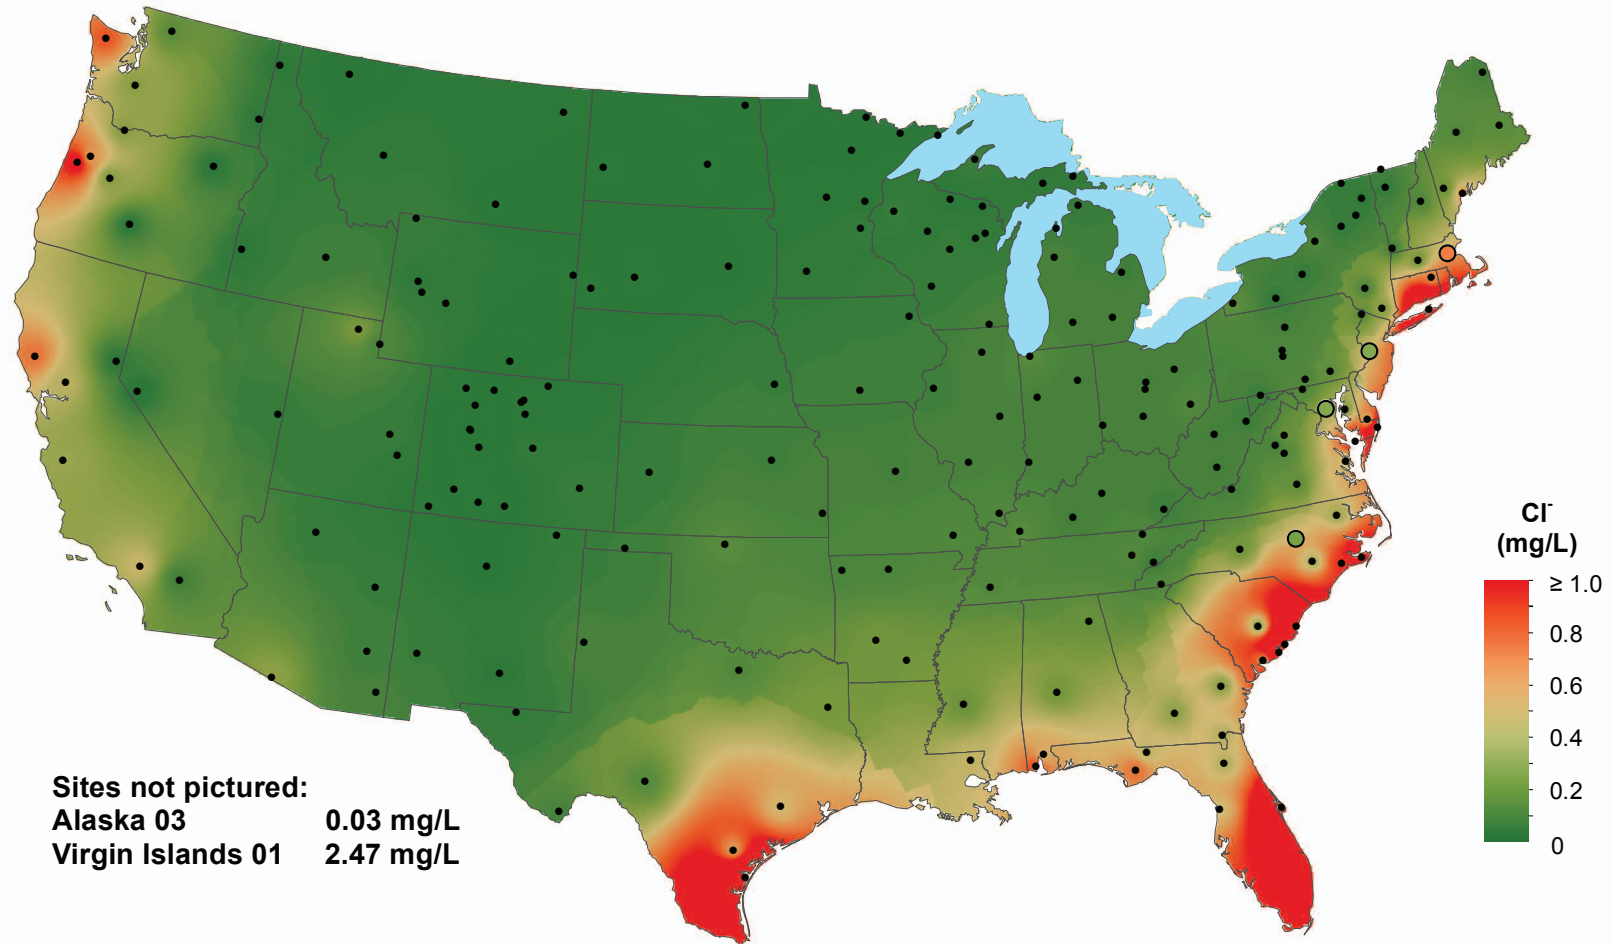 Sites not pictured:
Alaska 03 0.03 mg/L
Virgin Islands 01 2.47 mg/L
Cl-
(mg/L)
≥ 1.0
0.8
0.6
0.4
0.2
0